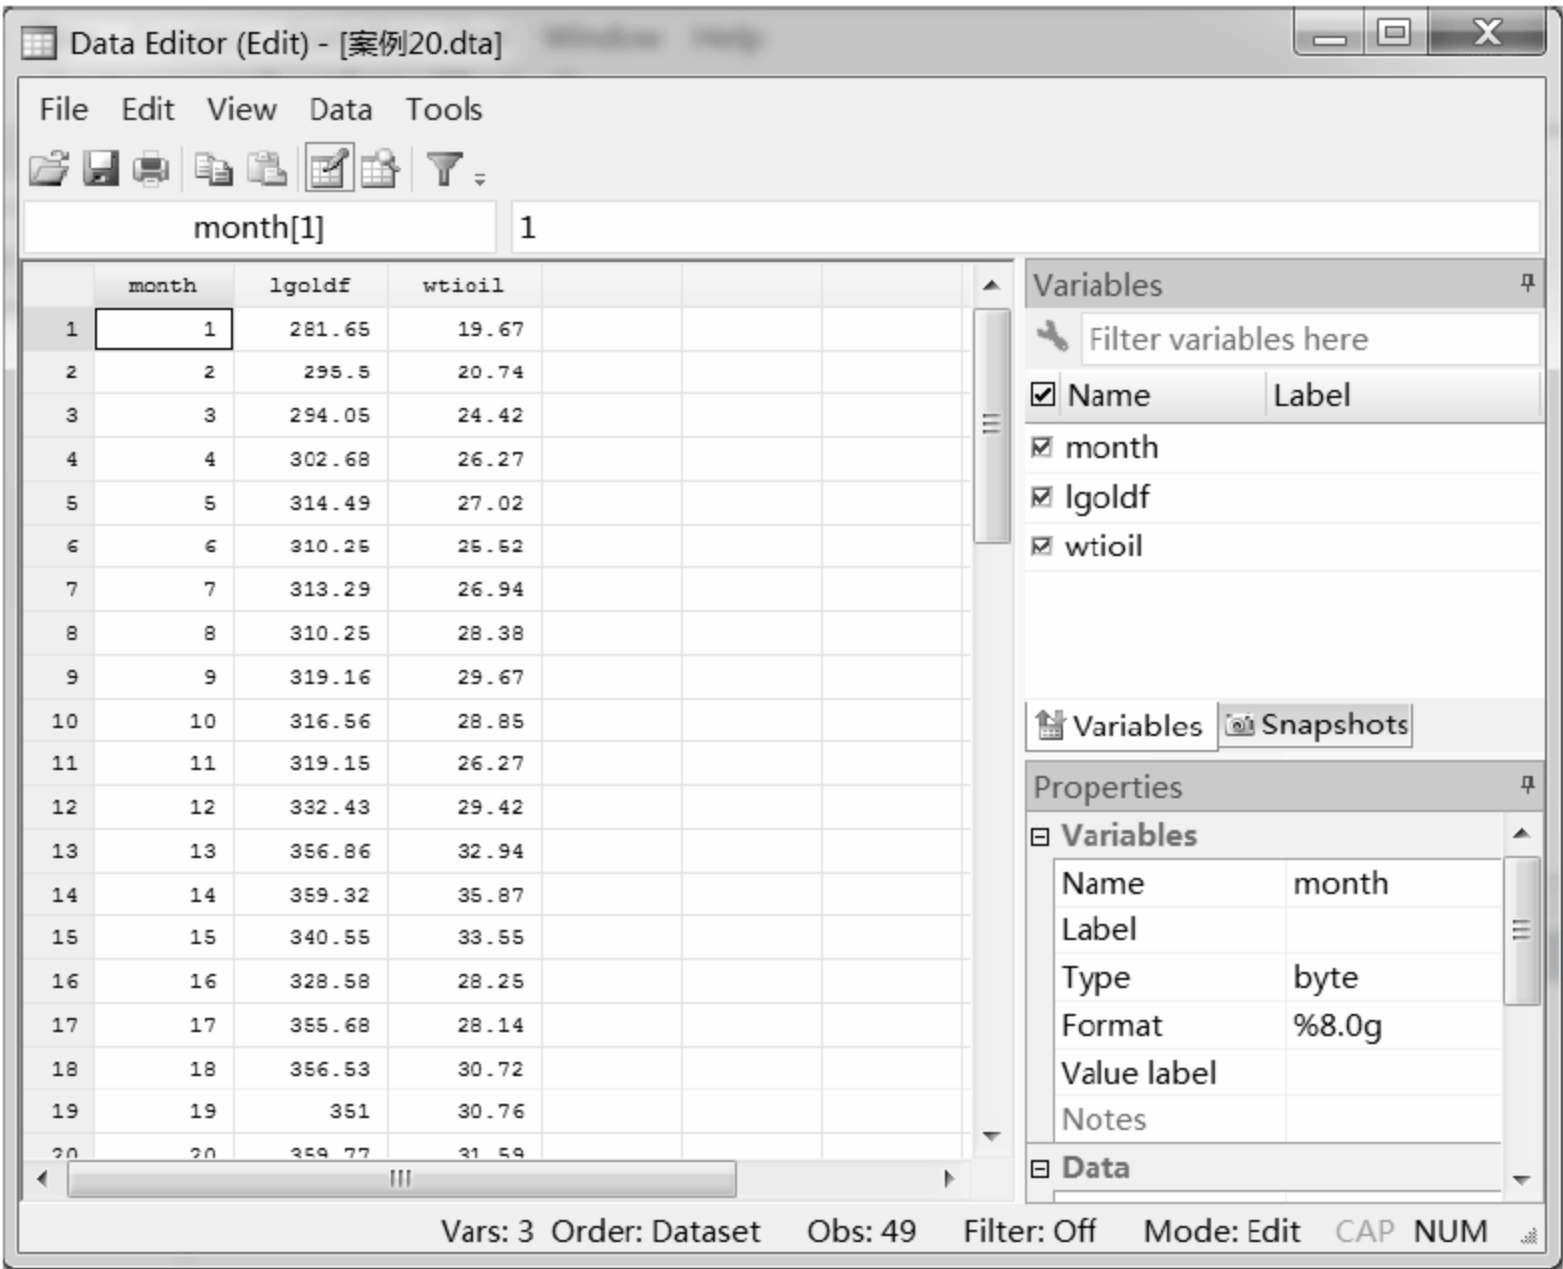 Data Editor (Edit) - [案例20.dta] Window Help
File Edit View Data Tools
month[1] 1
month lgoldf wtioil
1 1 281.65 19.67
2 2 295.5 20.74
3 3 294.05 24.42
4 4 302.68 26.27
5 5 314.49 27.02
6 6 310.25 25.52
7 7 313.29 26.94
8 8 310.25 28.38
9 9 319.16 29.67
10 10 316.56 28.85
11 11 319.15 26.27
12 12 332.43 29.42
13 13 356.86 32.94
14 14 359.32 35.87
15 15 340.55 33.55
16 16 328.58 28.25
17 17 355.68 28.14
18 18 356.53 30.72
19 19 351 30.76
20 20 359.77 31.59
Variables
Filter variables here
Name Label
month
lgoldf
wtioil
Variables Snapshots
Properties
Variables
Name month
Label
Type byte
Format %8.0g
Value label
Notes
Data
Vars: 3 Order: Dataset Obs: 49 Filter: Off Mode: Edit CAP NUM